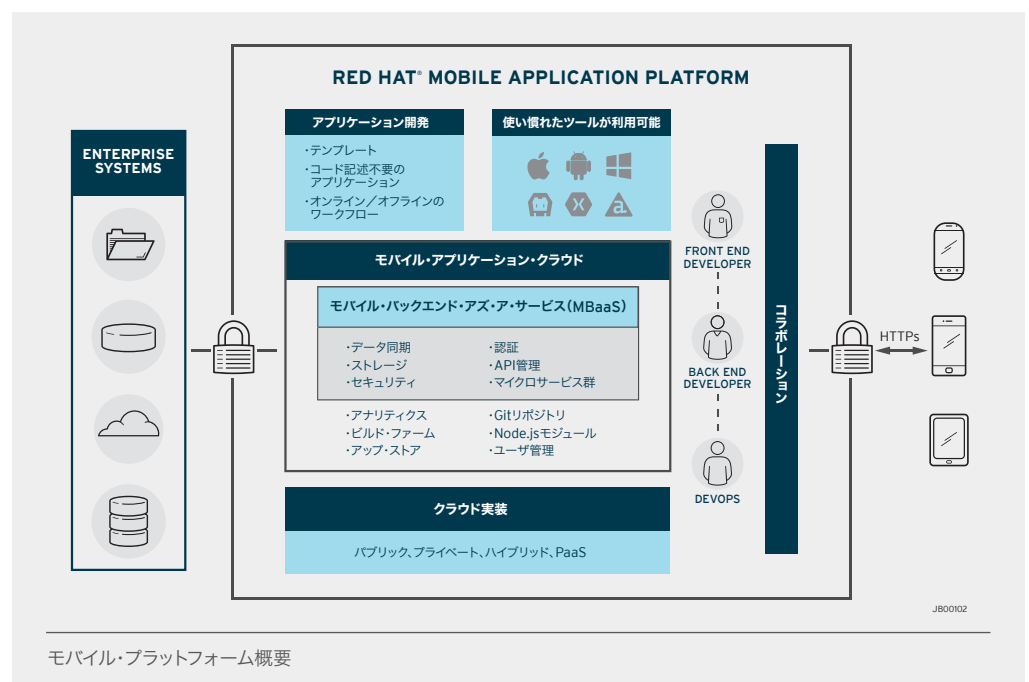 RED HAT® MOBILE APPLICATION PLATFORM
ENTERPRISE
SYSTEMS
アプリケーション開発
・テンプレート
・コード記述不要の
アプリケーション
・オンライン/オフラインの
ワークフロー
使い慣れたツールが利用可能
a
モバイル・アプリケーション・クラウド
モバイル・バックエンド・アズ・ア・サービス(MBaaS)
・データ同期
・ストレージ
・セキュリティ
・認証
・API管理
・マイクロサービス群
・アナリティクス
・ビルド・ファーム
・アップ・ストア
・Gitリポジトリ
・Node.jsモジュール
・ユーザ管理
クラウド実装
パブリック、プライベート、ハイブリッド、PaaS
FRONT END
DEVELOPER
BACK END
DEVELOPER
DEVOPS
コラボレーション
HTTPs
JB00102
モバイル・プラットフォーム概要